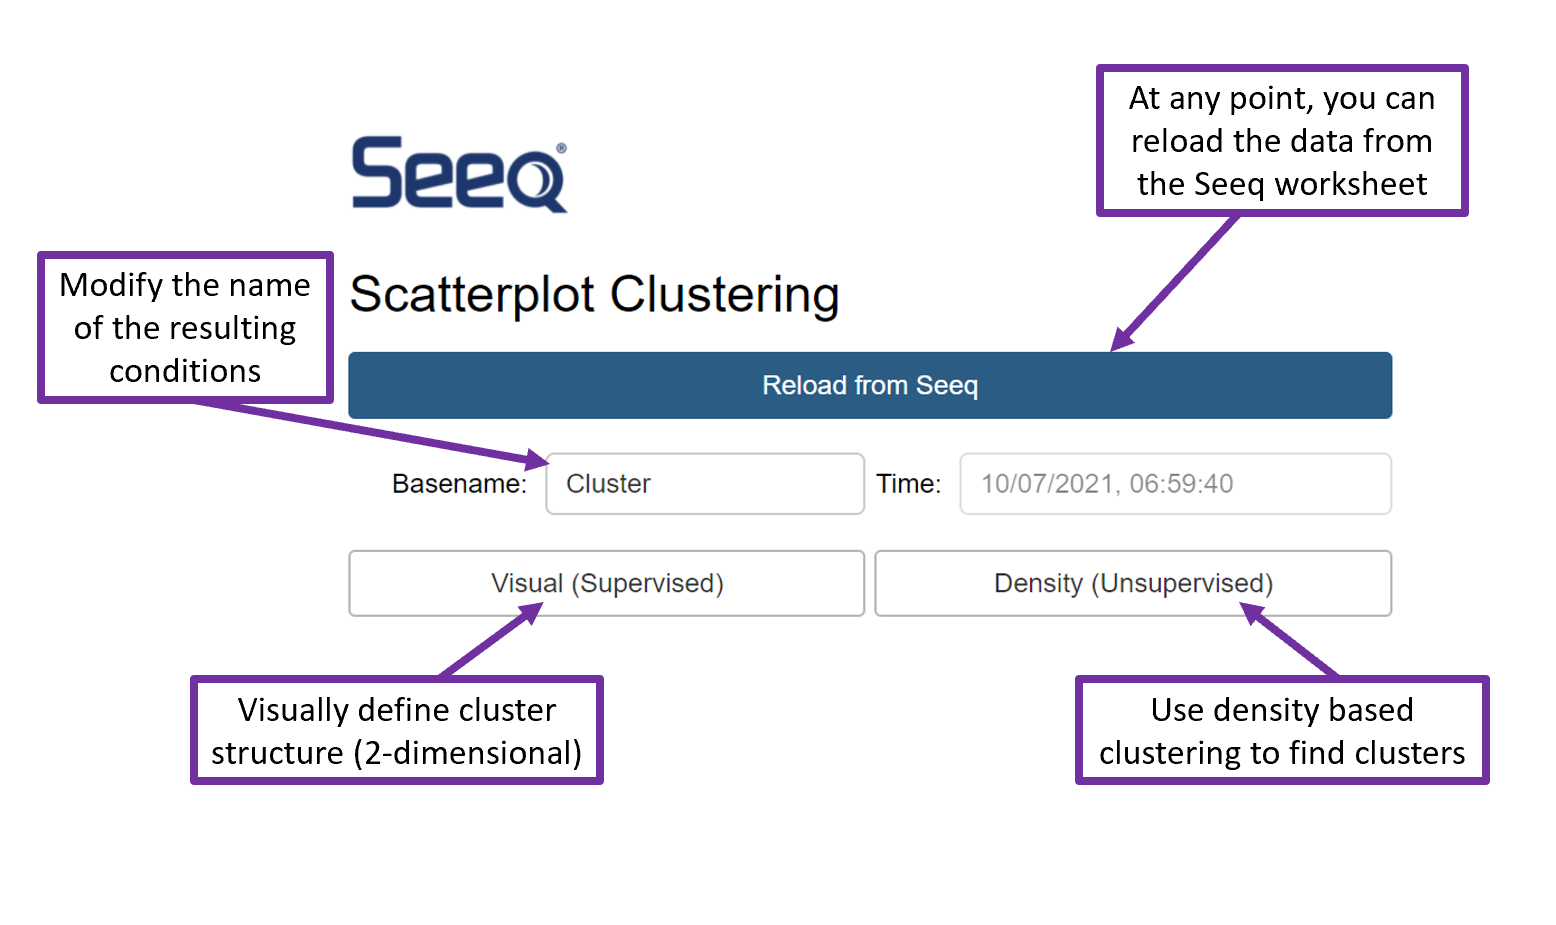 At any point, you can
reload the data from
the Seeq worksheet
Seeq®
Modify the name
of the resulting
conditions
Scatterplot Clustering
Reload from Seeq
Basename: Cluster Time: 10/07/2021, 06:59:40
Visual (Supervised) Density (Unsupervised)
Visually define cluster
structure (2-dimensional)
Use density based
clustering to find clusters